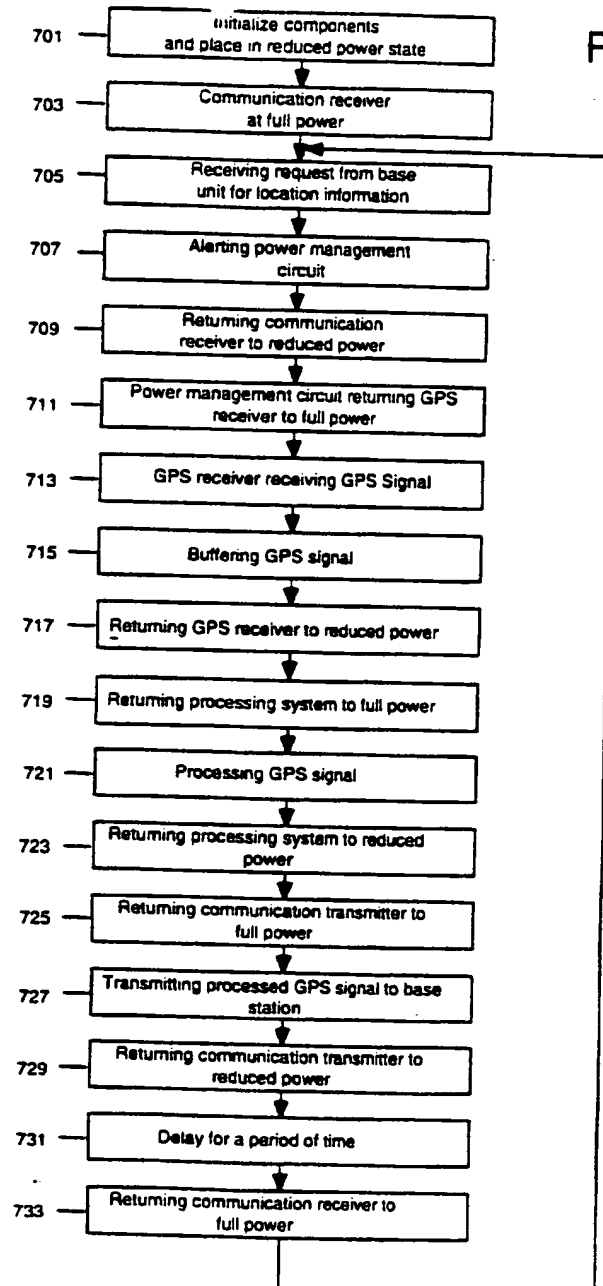 F
701
Initialize components
and place in reduced power state
703
Communication receiver
at full power
705
Receiving request from base
unit for location information
707
Alerting power management
circuit
709
Returning communication
receiver to reduced power
711
Power management circuit returning GPS
receiver to full power
713
GPS receiver receiving GPS Signal
715
Buffering GPS signal
717
Returning GPS receiver to reduced power
719
Returning processing system to full power
721
Processing GPS signal
723
Returning processing system to reduced
power
725
Returning communication transmitter to
full power
727
Transmitting processed GPS signal to base
station
729
Returning communication transmitter to
reduced power
731
Delay for a period of time
733
Returning communication receiver to
full power